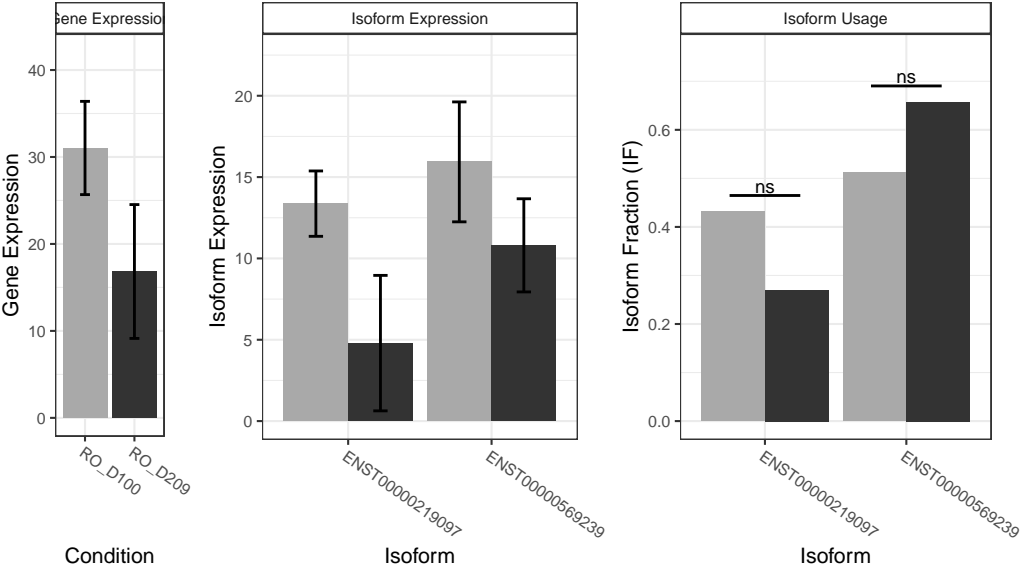 Gene Expression
Isoform Expression
Isoform Usage
Gene Expression
40
30
20
10
0
RO_D100
RO_D209
Condition
Isoform Expression
20
15
10
5
0
ENST00000219097
ENST00000569239
Isoform
Isoform Fraction (IF)
0.6
0.4
0.2
0.0
ns
ns
ENST00000219097
ENST00000569239
Isoform